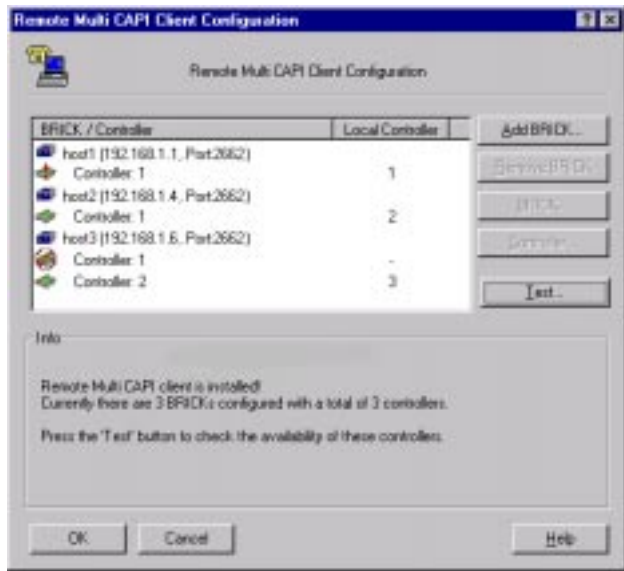 Remote Multi CAPI Client Configuration
Remote Multi CAPI Client Configuration
BRICK / Controller Local Controller
host1 (192.168.1.1, Port:2662)
Controller: 1 1
host2 (192.168.1.4, Port:2662)
Controller: 1 2
host3 (192.168.1.6, Port:2662)
Controller: 1 -
Controller: 2 3
Add BRICK...
Remove BRICK
BRICK...
Controller...
Test...
Info
Remote Multi CAPI client is installed!
Currently there are 3 BRICKs configured with a total of 3 controllers.
Press the 'Test' button to check the availability of these controllers.
OK Cancel Help